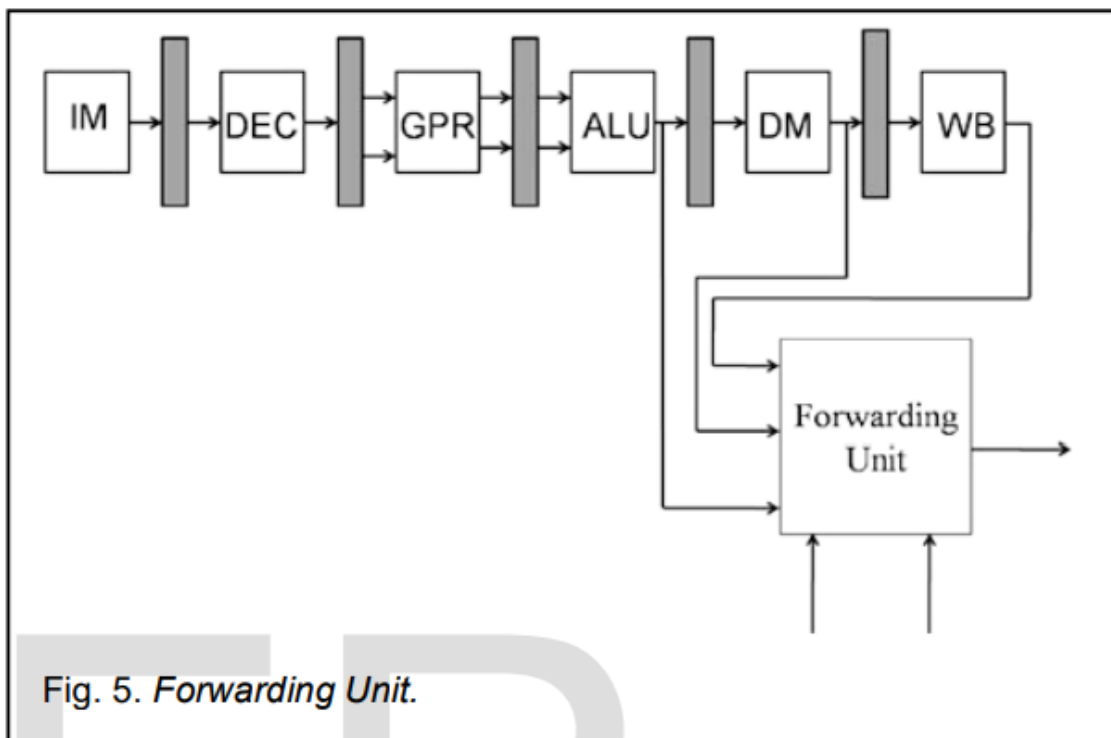 IM
DEC
GPR
ALU
DM
WB
Forwarding
Unit
Fig. 5. Forwarding Unit.